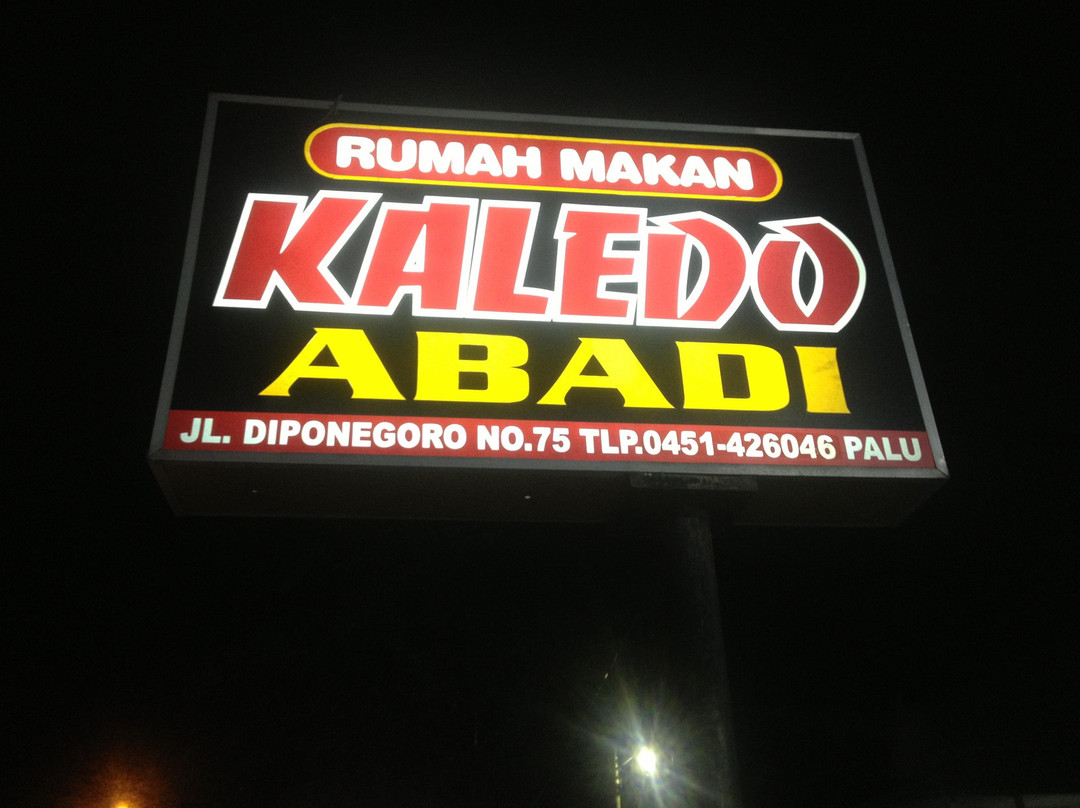 RUMAH MAKAN
KALEDO
ABADI
JL. DIPONEGORO NO.75 TLP.0451-426046 PALU